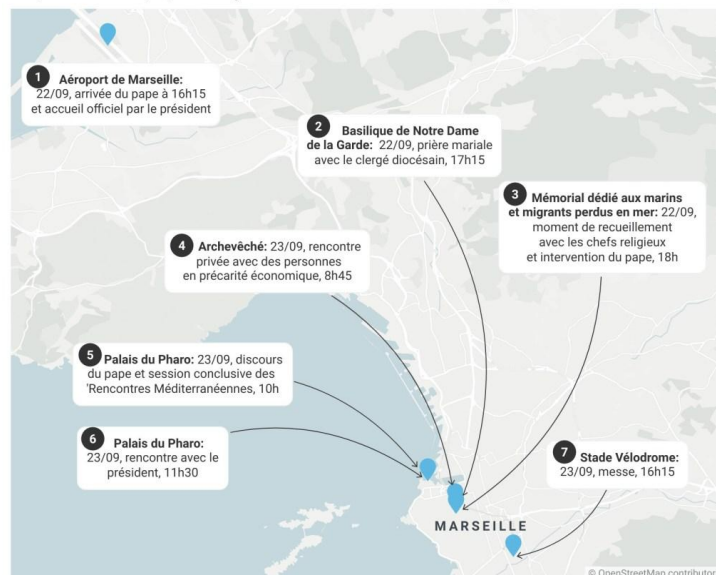 1
Aéroport de Marseille:
22/09, arrivée du pape à 16h15
et accueil officiel par le président
2
Basilique de Notre Dame
de la Garde: 22/09, prière mariale
avec le clergé diocésain, 17h15
3
Mémorial dédié aux marins
et migrants perdus en mer: 22/09,
moment de recueillement
avec les chefs religieux
et intervention du pape, 18h
4
Archevêché: 23/09, rencontre
privée avec des personnes
en précarité économique, 8h45
5
Palais du Pharo: 23/09, discours
du pape et session conclusive des
'Rencontres Méditerranéennes, 10h
6
Palais du Pharo:
23/09, rencontre avec le
président, 11h30
7
Stade Vélodrome:
23/09, messe, 16h15
MARSEILLE
© OpenStreetMap contributor